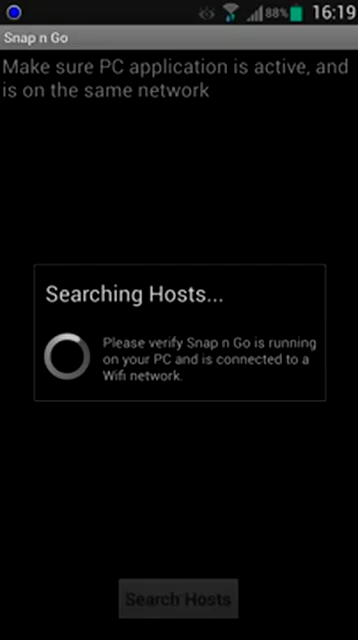 88% 16:19
Snap n Go
Make sure PC application is active, and
is on the same network
Searching Hosts...
Please verify Snap n Go is running
on your PC and is connected to a
Wifi network.
Search Hosts